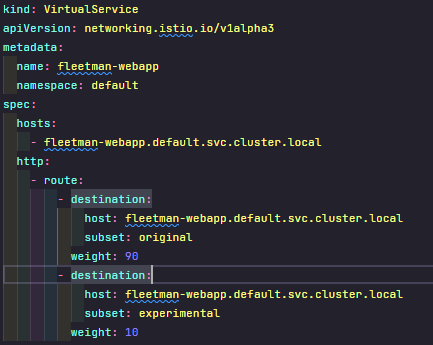 kind: VirtualService
apiVersion: networking.istio.io/v1alpha3
metadata:
  name: fleetman-webapp
  namespace: default
spec:
  hosts:
    - fleetman-webapp.default.svc.cluster.local
  http:
    - route:
        - destination:
            host: fleetman-webapp.default.svc.cluster.local
            subset: original
          weight: 90
        - destination:
            host: fleetman-webapp.default.svc.cluster.local
            subset: experimental
          weight: 10